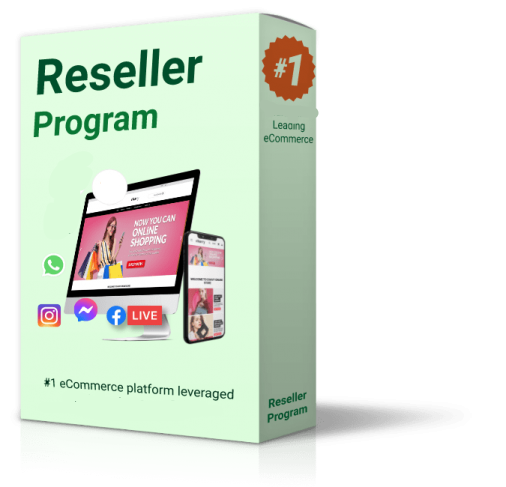 Reseller
Program
NOW YOU CAN
ONLINE
SHOPPING
LIVE
#1 eCommerce platform leveraged
#1
Leading
eCommerce
Reseller
Program